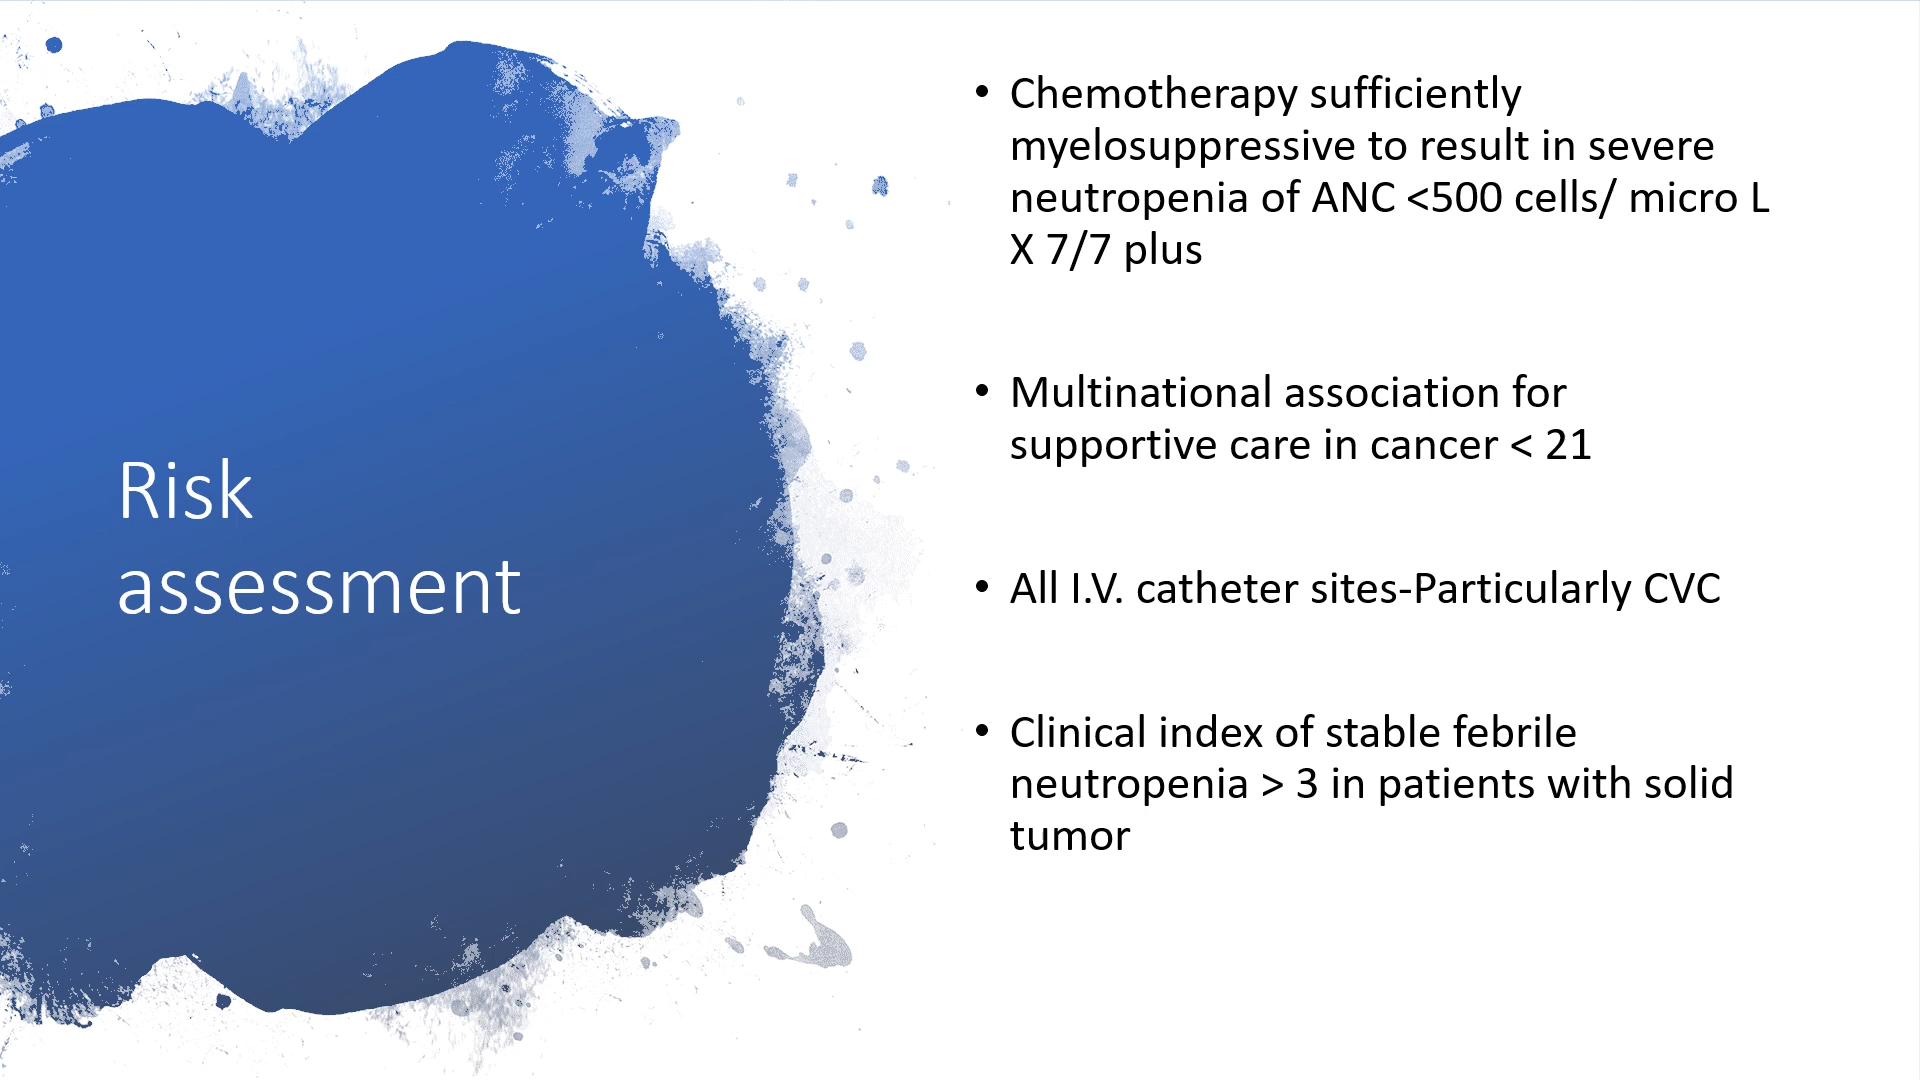 Risk
assessment
• Chemotherapy sufficiently
myelosuppressive to result in severe
neutropenia of ANC <500 cells/ micro L
X 7/7 plus
• Multinational association for
supportive care in cancer < 21
• All I.V. catheter sites-Particularly CVC
• Clinical index of stable febrile
neutropenia > 3 in patients with solid
tumor